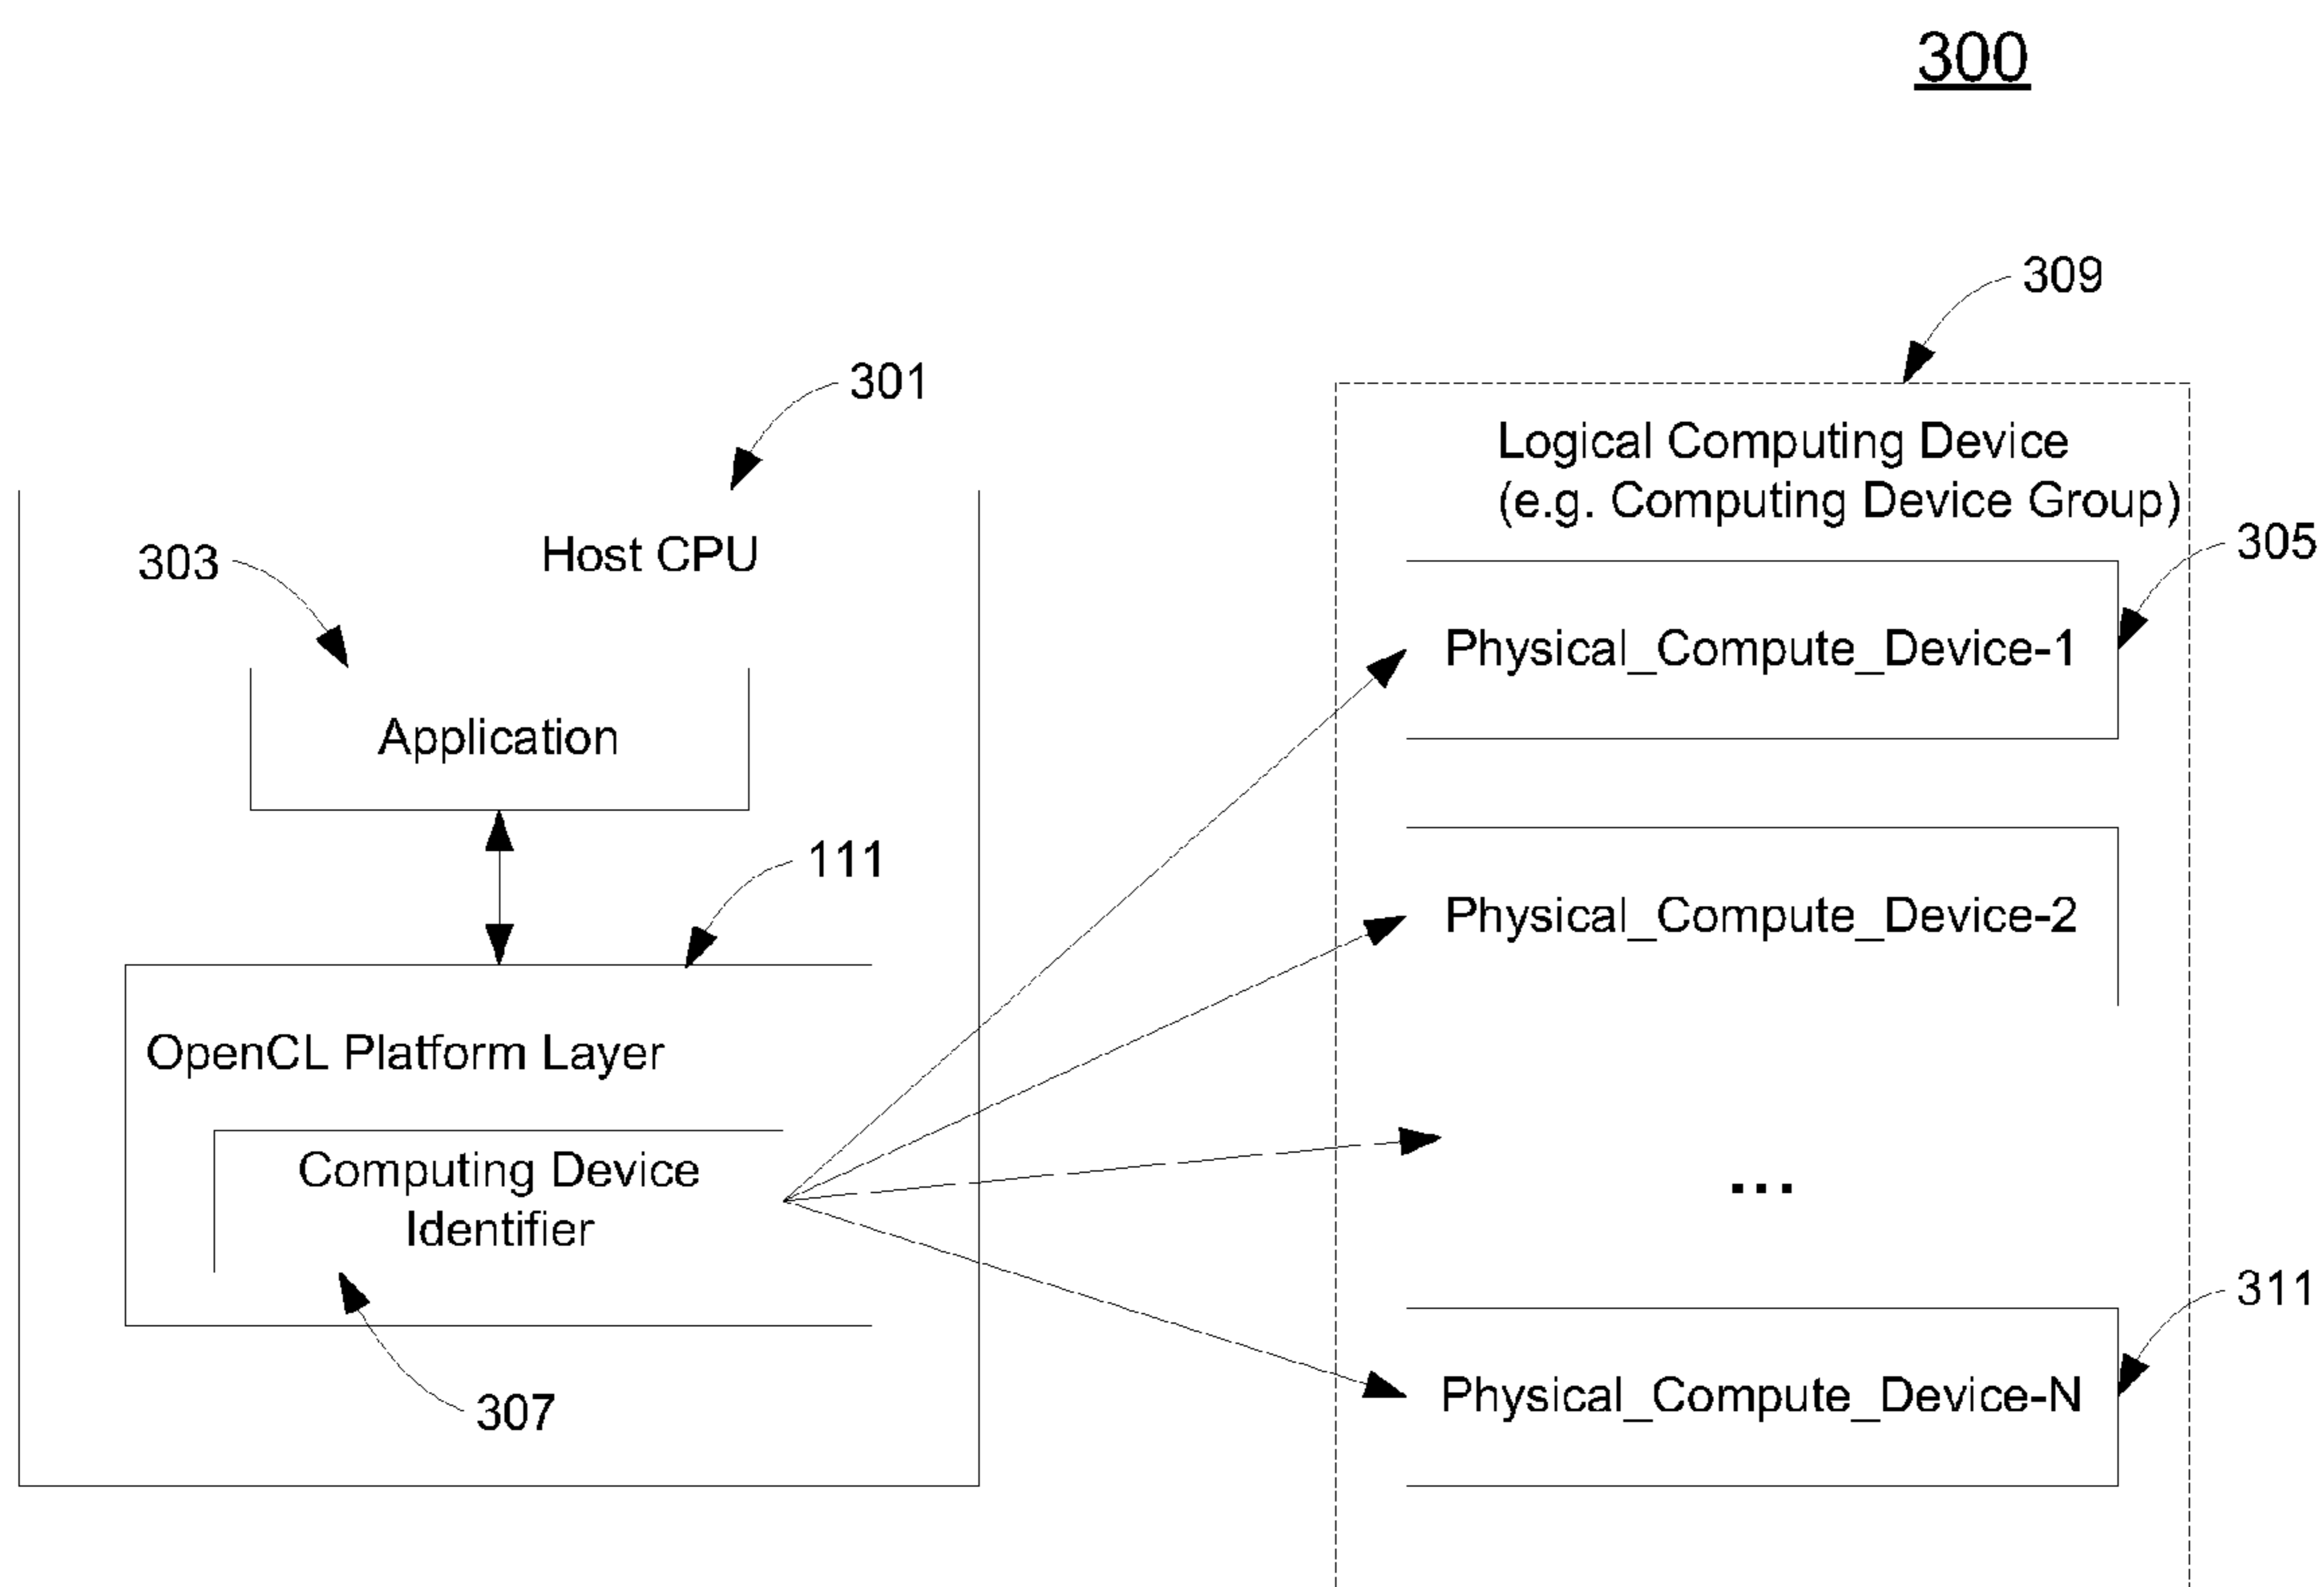 300
309
301
Logical Computing Device
(e.g. Computing Device Group)
305
303
Host CPU
Physical_Compute_Device-1
Application
111
Physical_Compute_Device-2
OpenCL Platform Layer
Computing Device
Identifier
...
311
Physical_Compute_Device-N
307